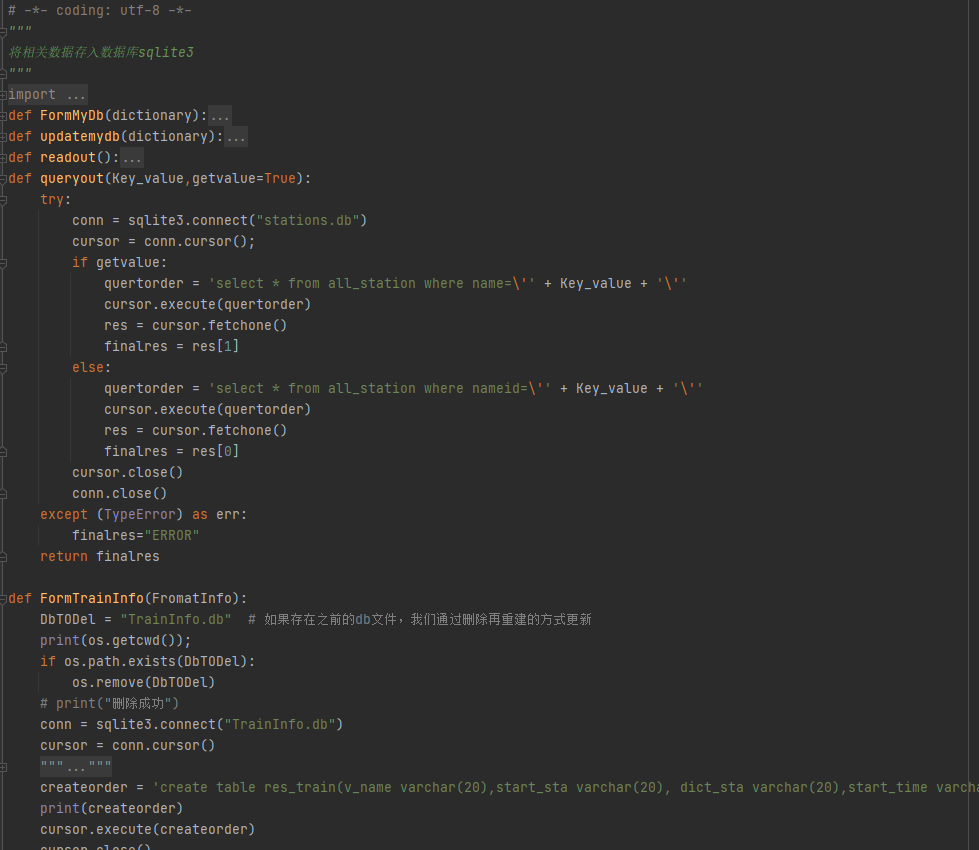 # -*- coding: utf-8 -*-
"""
将相关数据存入数据库sqlite3
"""
import ...
def FormMyDb(dictionary):...
def updatemydb(dictionary):...
def readout():...
def queryout(Key_value,getvalue=True):
    try:
        conn = sqlite3.connect("stations.db")
        cursor = conn.cursor();
        if getvalue:
            quertorder = 'select * from all_station where name=\'' + Key_value + '\''
            cursor.execute(quertorder)
            res = cursor.fetchone()
            finalres = res[1]
        else:
            quertorder = 'select * from all_station where nameid=\'' + Key_value + '\''
            cursor.execute(quertorder)
            res = cursor.fetchone()
            finalres = res[0]
        cursor.close()
        conn.close()
    except (TypeError) as err:
        finalres="ERROR"
    return finalres
def FormTrainInfo(FromatInfo):
    DbTODel = "TrainInfo.db"  # 如果存在之前的db文件，我们通过删除再重建的方式更新
    print(os.getcwd());
    if os.path.exists(DbTODel):
        os.remove(DbTODel)
    # print("删除成功")
    conn = sqlite3.connect("TrainInfo.db")
    cursor = conn.cursor()
    """..."""
    createorder = 'create table res_train(v_name varchar(20),start_sta varchar(20), dict_sta varchar(20),start_time varcha
    print(createorder)
    cursor.execute(createorder)
    cursor.close()